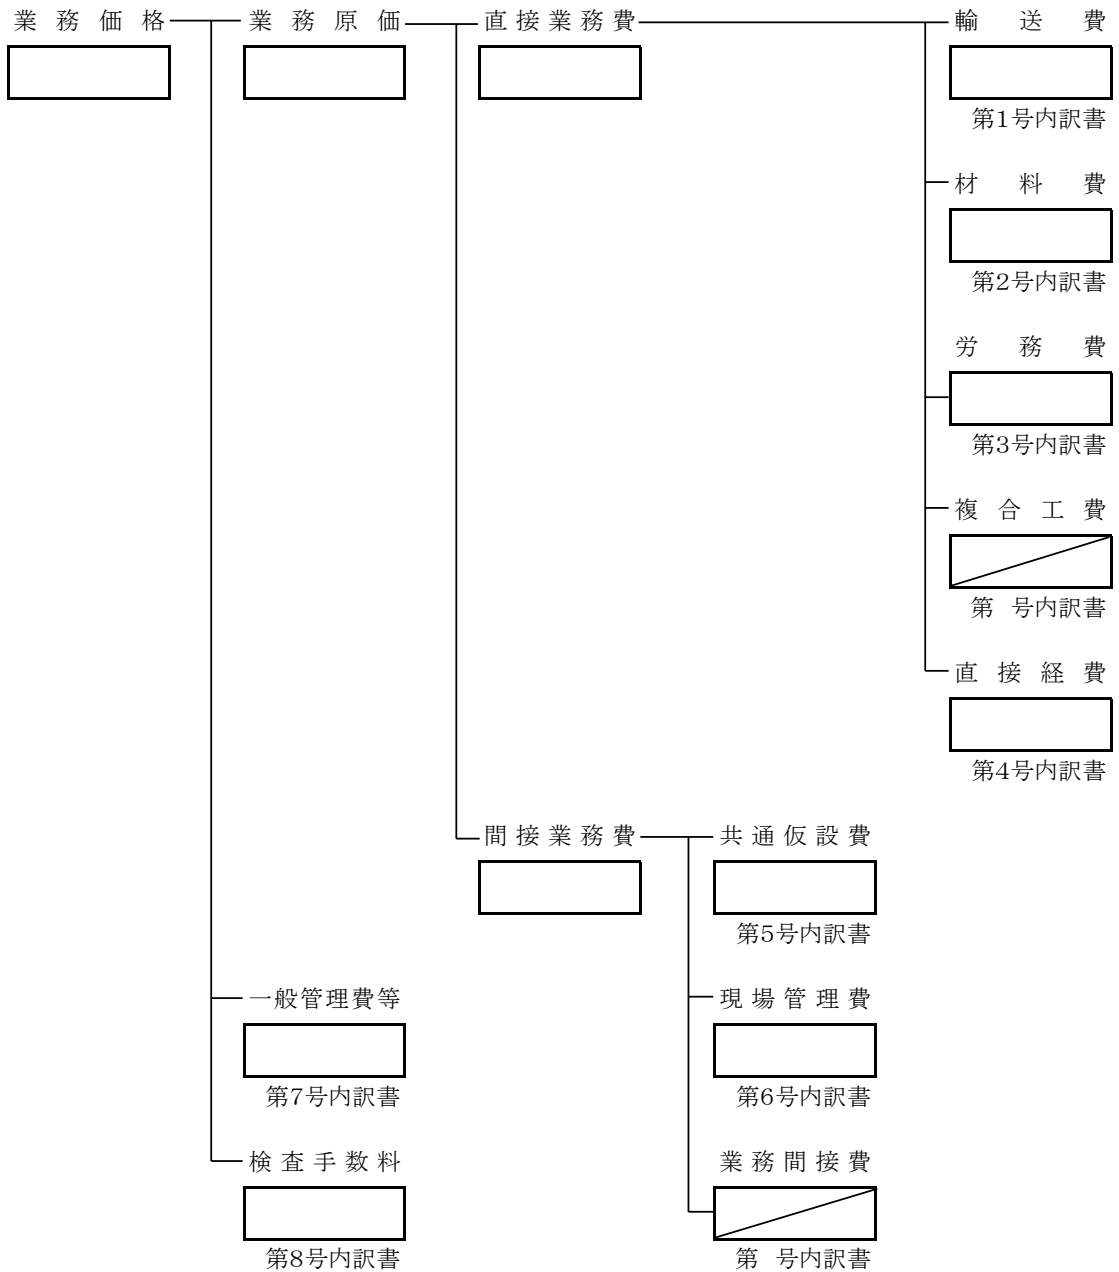 業務価格
業務原価
直接業務費
輸送費
第1号内訳書
材料費
第2号内訳書
労務費
第3号内訳書
複合工費
第 号内訳書
直接経費
第4号内訳書
間接業務費
共通仮設費
第5号内訳書
一般管理費等
現場管理費
第7号内訳書
第6号内訳書
検査手数料
業務間接費
第8号内訳書
第 号内訳書